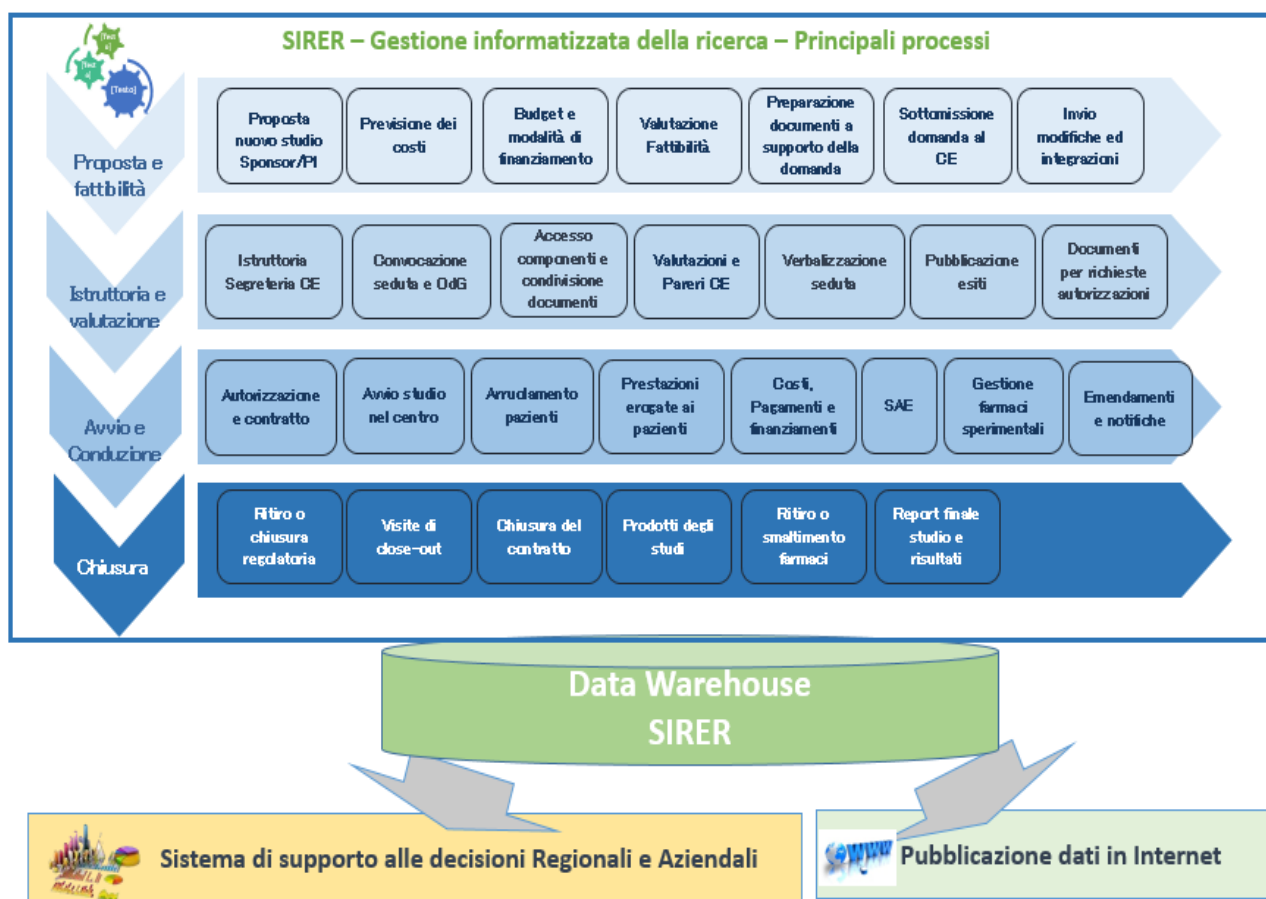 SIRER – Gestione informatizzata della ricerca – Principali processi
[Text
o]
[Text
o]
[Testo]
Proposta e
fattibilità
Proposta
nuovo studio
Sponsor/PI
Previsione dei
costi
Budget e
modalità di
finanziamento
Valutazione
Fattibilità
Preparazione
documenti a
supporto della
domanda
Sottomissione
domanda al
CE
Invio
modifiche ed
integrazioni
Istruttoria e
valutazione
Istruttoria
Segreteria CE
Convocazione
seduta e OdG
Accesso
componenti e
condivisione
documenti
Valutazioni e
Pareri CE
Verbalizzazione
seduta
Pubblicazione
esiti
Documenti
per richieste
autorizzazioni
Avvio e
Conduzione
Autorizzazione
e contratto
Avvio studio
nel centro
Arruolamento
pazienti
Prestazioni
erogate ai
pazienti
Costi,
Pagamenti e
finanziamenti
SAE
Gestione
farmaci
sperimentali
Emendamenti
e notifiche
Chiusura
Ritiro o
chiusura
regolatoria
Visite di
close-out
Chiusura del
contratto
Prodotti degli
studi
Ritiro o
smaltimento
farmaci
Report finale
studio e
risultati
Data Warehouse
SIRER
Sistema di supporto alle decisioni Regionali e Aziendali
www
Pubblicazione dati in Internet